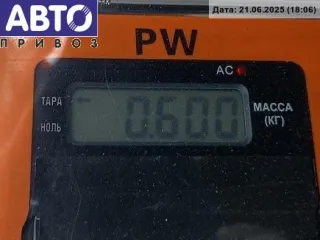 АВТО
ПРИВОЗ
Дата: 21.06.2025 (18:06)
PW
AC
ТАРА
НОЛЬ
0.600
МАССА
(КГ)